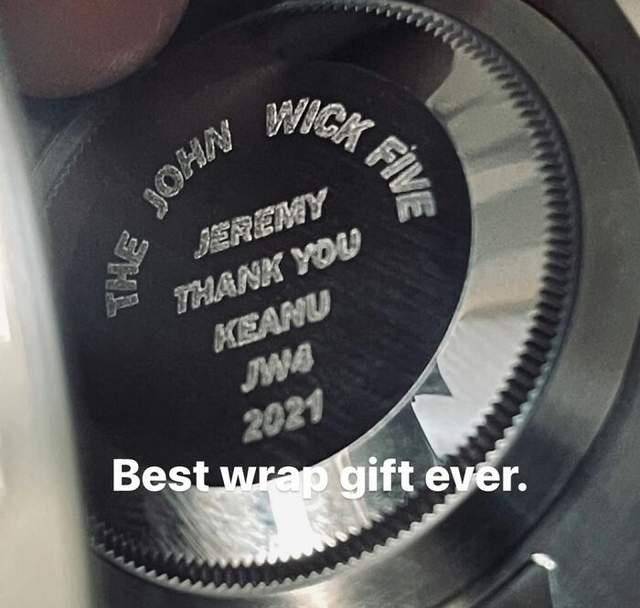 THE JOHN WICK FIVE
JEREMY
THANK YOU
KEANU
JW4
2021
Best wrap gift ever.